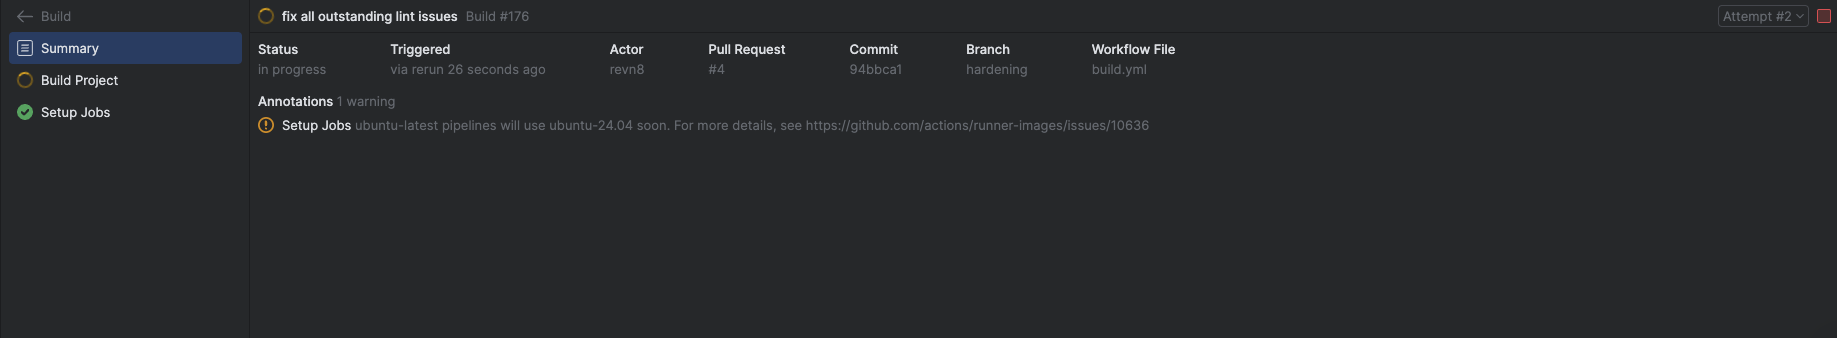 Build
Summary
Build Project
Setup Jobs
fix all outstanding lint issues Build #176
Attempt #2
Status Triggered Actor Pull Request Commit Branch Workflow File
in progress via rerun 26 seconds ago revn8 #4 94bbca1 hardening build.yml
Annotations 1 warning
Setup Jobs ubuntu-latest pipelines will use ubuntu-24.04 soon. For more details, see https://github.com/actions/runner-images/issues/10636